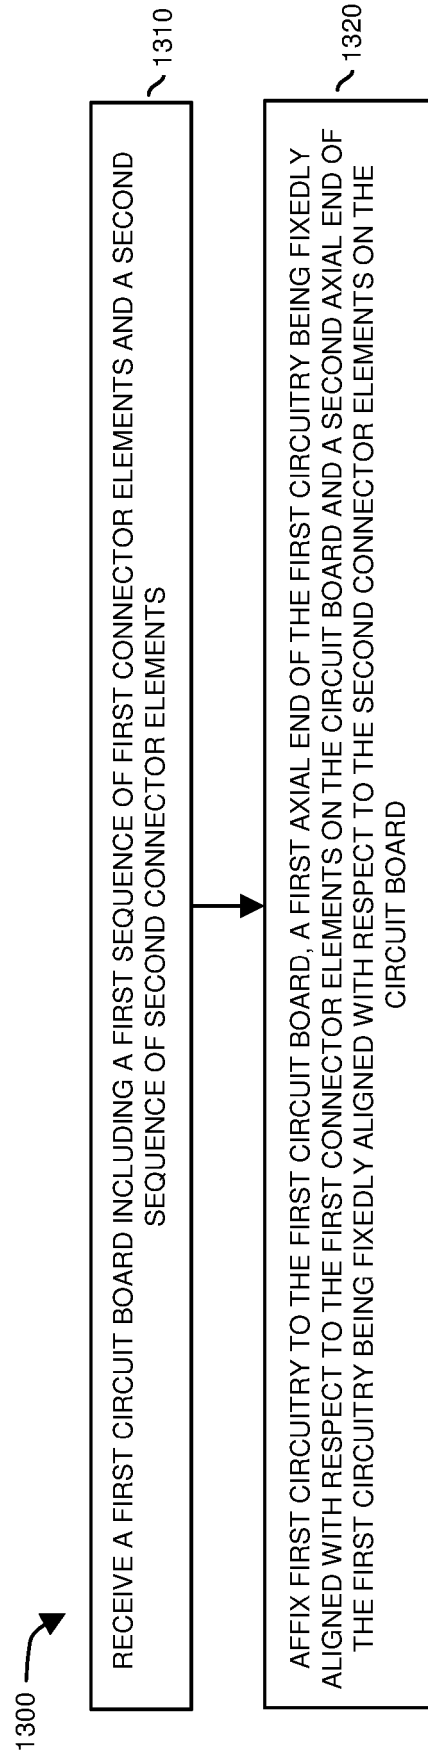 1300
RECEIVE A FIRST CIRCUIT BOARD INCLUDING A FIRST SEQUENCE OF FIRST CONNECTOR ELEMENTS AND A SECOND
SEQUENCE OF SECOND CONNECTOR ELEMENTS
1310
AFFIX FIRST CIRCUITRY TO THE FIRST CIRCUIT BOARD, A FIRST AXIAL END OF THE FIRST CIRCUITRY BEING FIXEDLY
ALIGNED WITH RESPECT TO THE FIRST CONNECTOR ELEMENTS ON THE CIRCUIT BOARD AND A SECOND AXIAL END OF
THE FIRST CIRCUITRY BEING FIXEDLY ALIGNED WITH RESPECT TO THE SECOND CONNECTOR ELEMENTS ON THE
CIRCUIT BOARD
1320